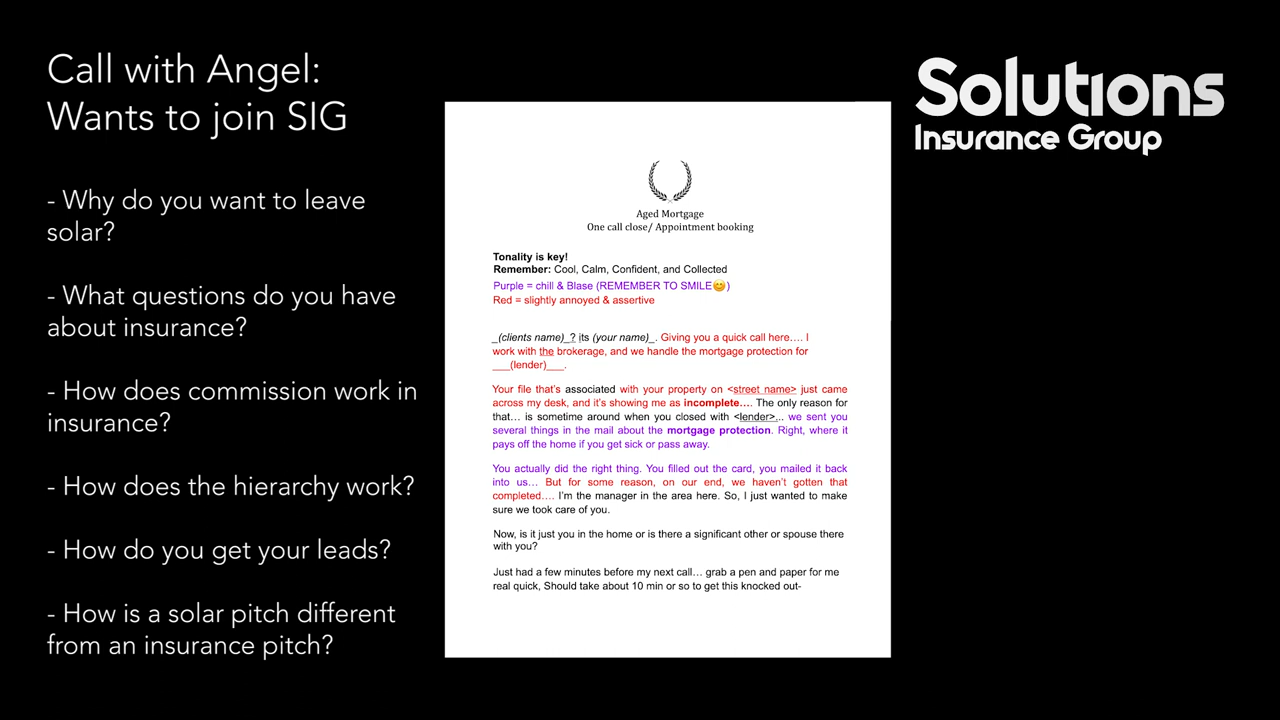 Call with Angel:
Wants to join SIG
- Why do you want to leave
solar?
- What questions do you have
about insurance?
- How does commission work in
insurance?
- How does the hierarchy work?
- How do you get your leads?
- How is a solar pitch different
from an insurance pitch?
Aged Mortgage
One call close/ Appointment booking
Tonality is key!
Remember: Cool, Calm, Confident, and Collected
Purple = chill & Blase (REMEMBER TO SMILE😊)
Red = slightly annoyed & assertive
_(clients name)_? its (your name)_. Giving you a quick call here…. I
work with the brokerage, and we handle the mortgage protection for
___(lender)___.
Your file that's associated with your property on <street name> just came
across my desk, and it's showing me as incomplete…. The only reason for
that… is sometime around when you closed with <lender>... we sent you
several things in the mail about the mortgage protection. Right, where it
pays off the home if you get sick or pass away.
You actually did the right thing. You filled out the card, you mailed it back
into us… But for some reason, on our end, we haven't gotten that
completed…. I'm the manager in the area here. So, I just wanted to make
sure we took care of you.
Now, is it just you in the home or is there a significant other or spouse there
with you?
Just had a few minutes before my next call… grab a pen and paper for me
real quick, Should take about 10 min or so to get this knocked out-
Solutions
Insurance Group